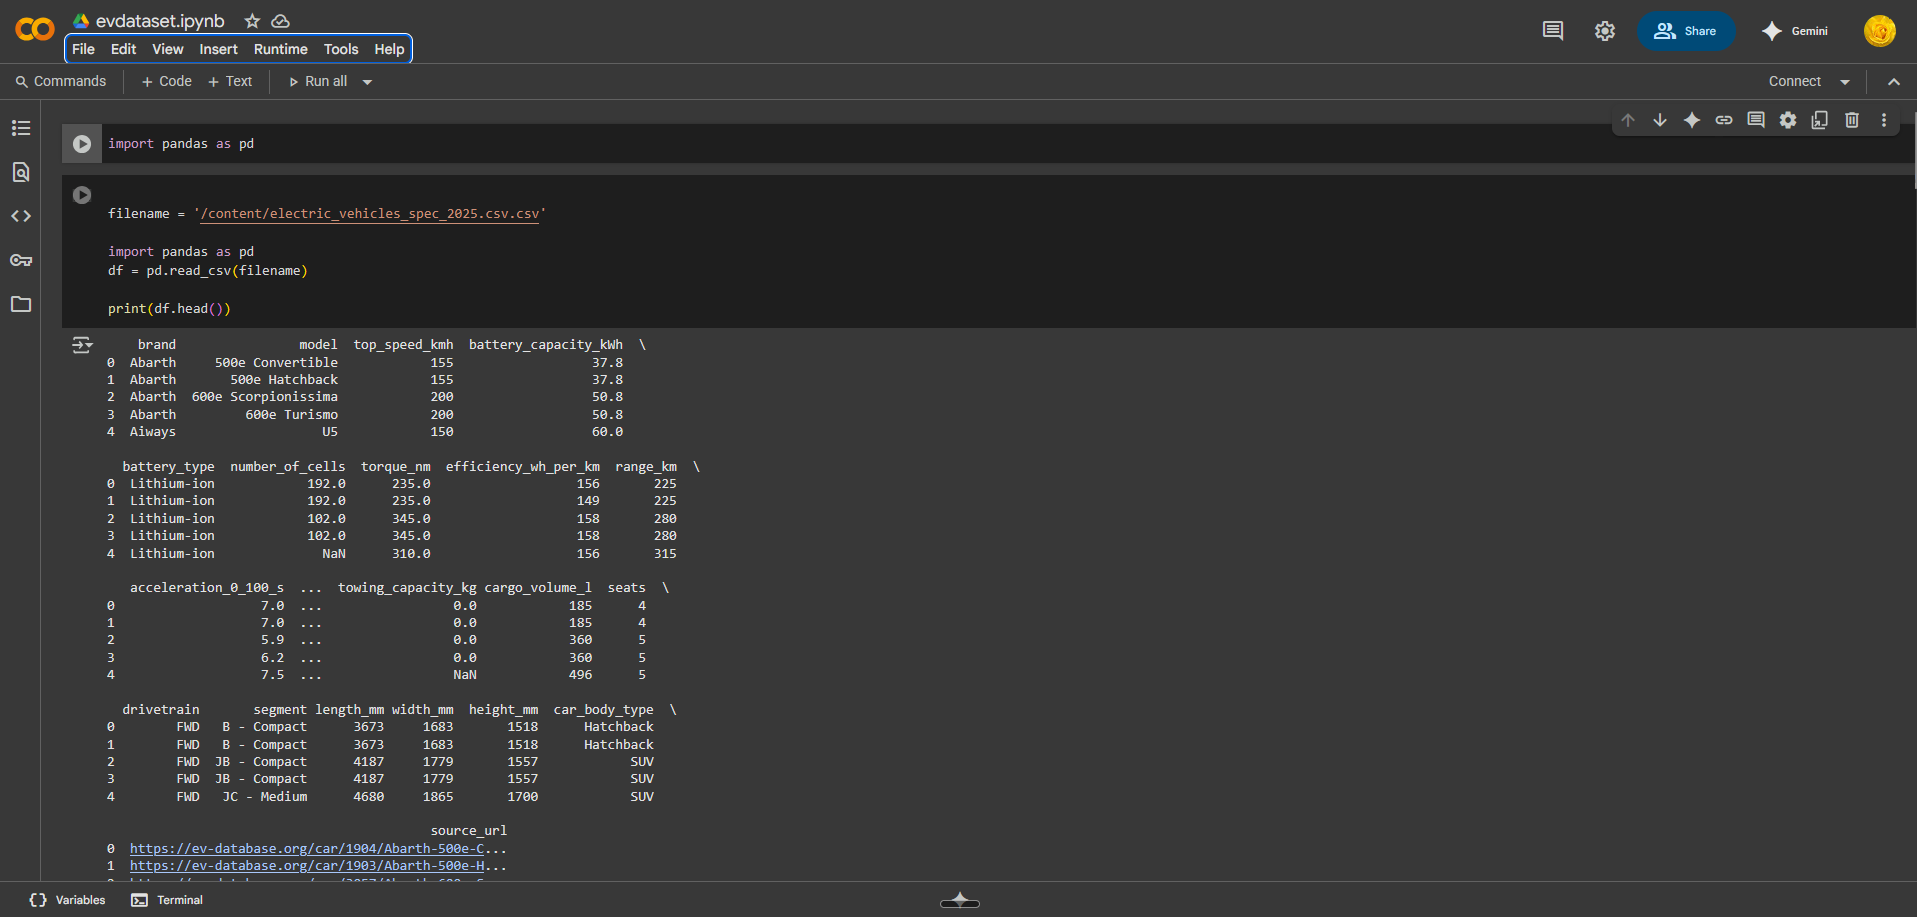 evdataset.ipynb
File Edit View Insert Runtime Tools Help
Share
Gemini
Commands + Code + Text Run all
Connect
import pandas as pd
filename = '/content/electric_vehicles_spec_2025.csv.csv'
import pandas as pd
df = pd.read_csv(filename)
print(df.head())
brand model top_speed_kmh battery_capacity_kWh \
0 Abarth 500e Convertible 155 37.8
1 Abarth 500e Hatchback 155 37.8
2 Abarth 600e Scorpionissima 200 50.8
3 Abarth 600e Turismo 200 50.8
4 Aiways U5 150 60.0
battery_type number_of_cells torque_nm efficiency_wh_per_km range_km \
0 Lithium-ion 192.0 235.0 156 225
1 Lithium-ion 192.0 235.0 149 225
2 Lithium-ion 102.0 345.0 158 280
3 Lithium-ion 102.0 345.0 158 280
4 Lithium-ion NaN 310.0 156 315
acceleration_0_100_s ... towing_capacity_kg cargo_volume_l seats \
0 7.0 ... 0.0 185 4
1 7.0 ... 0.0 185 4
2 5.9 ... 0.0 360 5
3 6.2 ... 0.0 360 5
4 7.5 ... NaN 496 5
drivetrain segment length_mm width_mm height_mm car_body_type \
0 FWD B - Compact 3673 1683 1518 Hatchback
1 FWD B - Compact 3673 1683 1518 Hatchback
2 FWD JB - Compact 4187 1779 1557 SUV
3 FWD JB - Compact 4187 1779 1557 SUV
4 FWD JC - Medium 4680 1865 1700 SUV
source_url
0 https://ev-database.org/car/1904/Abarth-500e-C...
1 https://ev-database.org/car/1903/Abarth-500e-H...
Variables Terminal